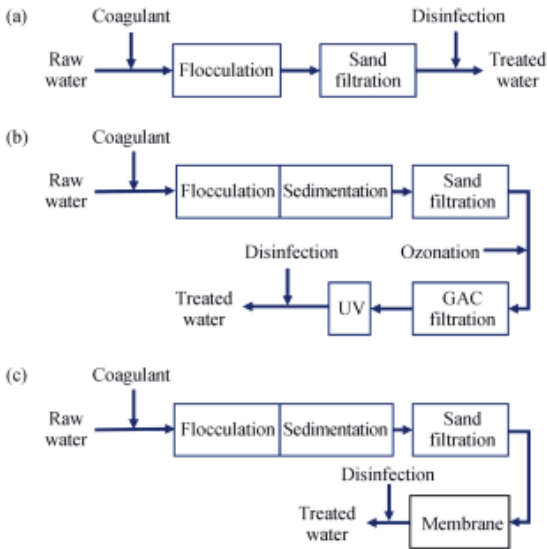 (a)
Coagulant
Disinfection
Raw
water
Flocculation
Sand
filtration
Treated
water
(b)
Coagulant
Raw
water
Flocculation
Sedimentation
Sand
filtration
Ozonation
Disinfection
Treated
water
UV
GAC
filtration
(c)
Coagulant
Raw
water
Flocculation
Sedimentation
Sand
filtration
Disinfection
Treated
water
Membrane